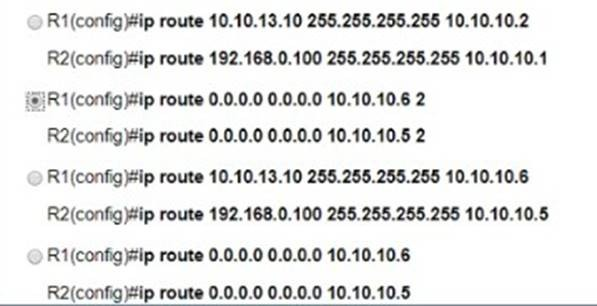 R1(config)#ip route 10.10.13.10 255.255.255.255 10.10.10.2
R2(config)#ip route 192.168.0.100 255.255.255.255 10.10.10.1
R1(config)#ip route 0.0.0.0 0.0.0.0 10.10.10.6 2
R2(config)#ip route 0.0.0.0 0.0.0.0 10.10.10.5 2
R1(config)#ip route 10.10.13.10 255.255.255.255 10.10.10.6
R2(config)#ip route 192.168.0.100 255.255.255.255 10.10.10.5
R1(config)#ip route 0.0.0.0 0.0.0.0 10.10.10.6
R2(config)#ip route 0.0.0.0 0.0.0.0 10.10.10.5